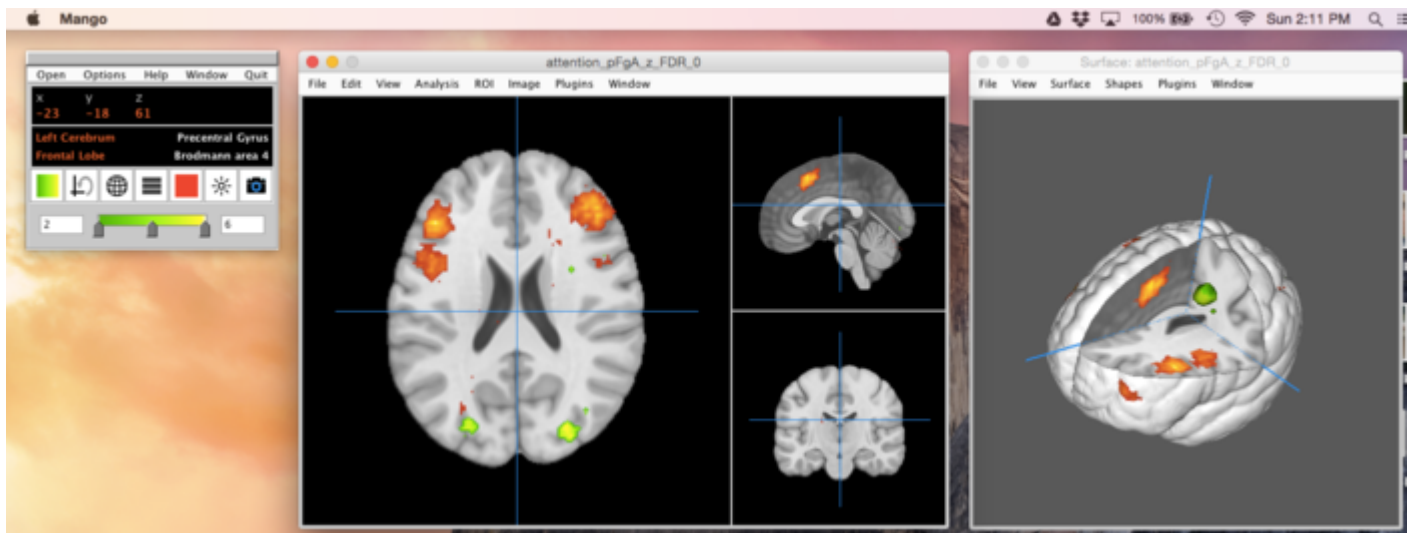 Mango
100% Sun 2:11 PM
Open Options Help Window Quit
x y z
-23 -18 61
Left Cerebrum Precentral Gyrus
Frontal Lobe Brodmann area 4
2 6
attention_pFgA_z_FDR_0
File Edit View Analysis ROI Image Plugins Window
Surface: attention_pFgA_z_FDR_0
File View Surface Shapes Plugins Window